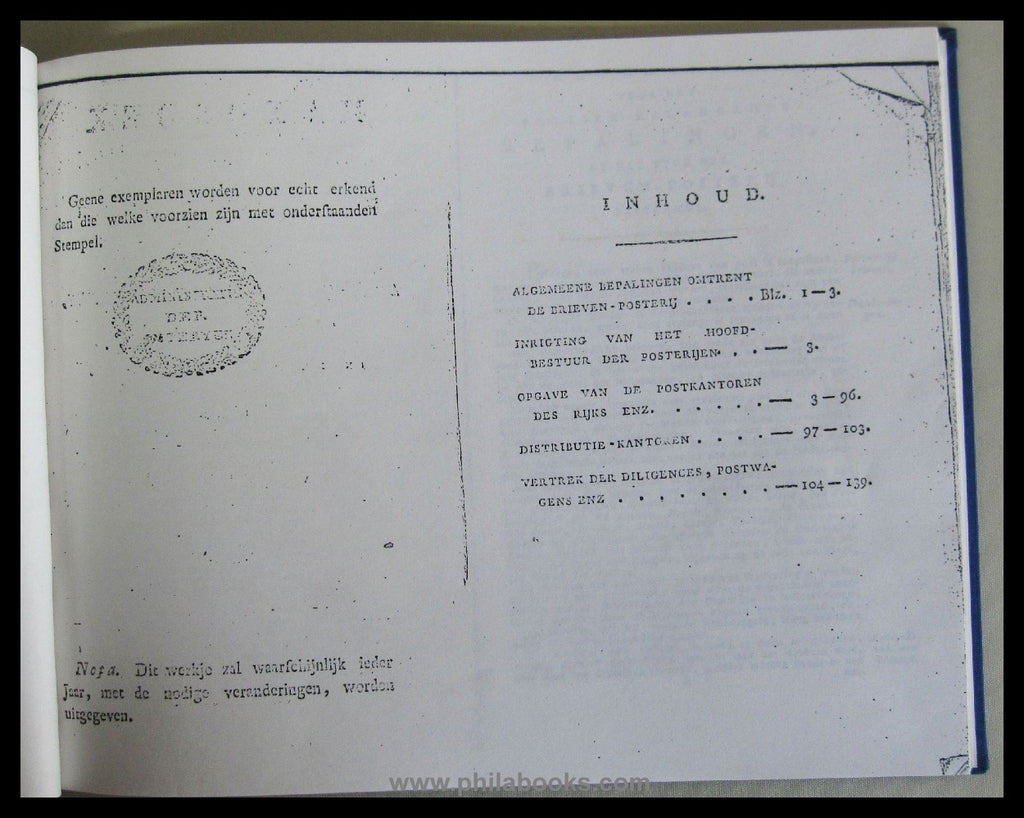 Geene exemplaren worden voor echt erkend
dan die welke voorzien zijn met onderſtaanden
Stempel:
DER
Nota. Dit werkje zal waarſchijnlijk ieder
Jaar, met de nodige veranderingen, worden
uitgegeven.
INHOUD.
ALGEMEENE BEPALINGEN OMTRENT
DE BRIEVEN-POSTERIJ . . . . Blz. 1—3.
INRIGTING VAN HET HOOFD-
BESTUUR DER POSTERIJEN . . — 3.
OPGAVE VAN DE POSTKANTOREN
DES RIJKS ENZ. . . . . . — 3—96.
DISTRIBUTIE-KANTOREN . . . . — 97—103.
VERTREK DER DILIGENCES, POSTWA-
GENS ENZ . . . . . . . . —104—139.
www.philabooks.com